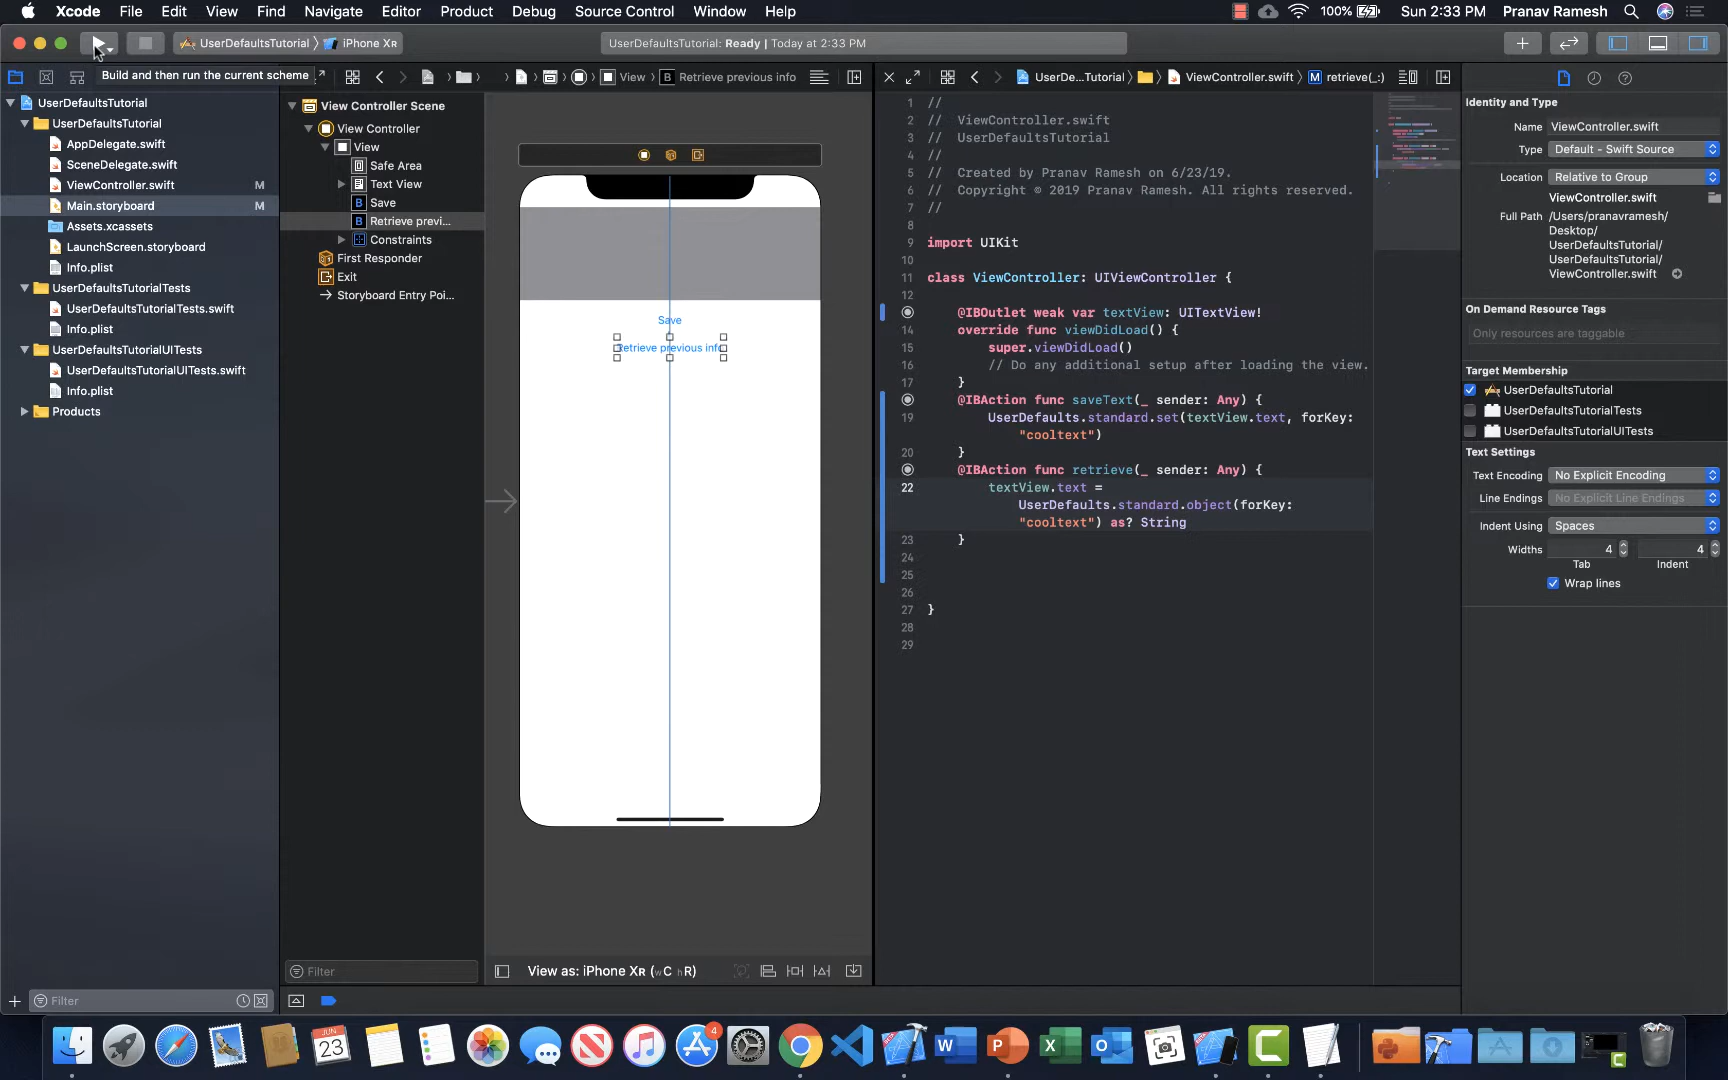 Xcode File Edit View Find Navigate Editor Product Debug Source Control Window Help 100% Sun 2:33 PM Pranav Ramesh
UserDefaultsTutorial iPhone XR
UserDefaultsTutorial: Ready | Today at 2:33 PM
Build and then run the current scheme
View B Retrieve previous info
UserDe...Tutorial ViewController.swift M retrieve(_:)
UserDefaultsTutorial
UserDefaultsTutorial
AppDelegate.swift
SceneDelegate.swift
ViewController.swift M
Main.storyboard M
Assets.xcassets
LaunchScreen.storyboard
Info.plist
UserDefaultsTutorialTests
UserDefaultsTutorialTests.swift
Info.plist
UserDefaultsTutorialUITests
UserDefaultsTutorialUITests.swift
Info.plist
Products
Filter
View Controller Scene
View Controller
View
Safe Area
Text View
B Save
B Retrieve previ...
Constraints
First Responder
Exit
Storyboard Entry Poi...
Filter
Save
Retrieve previous info
View as: iPhone XR (wC hR)
1 //
2 // ViewController.swift
3 // UserDefaultsTutorial
4 //
5 // Created by Pranav Ramesh on 6/23/19.
6 // Copyright © 2019 Pranav Ramesh. All rights reserved.
7 //
8
9 import UIKit
10
11 class ViewController: UIViewController {
12
@IBOutlet weak var textView: UITextView!
14 override func viewDidLoad() {
15 super.viewDidLoad()
16 // Do any additional setup after loading the view.
17 }
@IBAction func saveText(_ sender: Any) {
19 UserDefaults.standard.set(textView.text, forKey:
"cooltext")
20 }
@IBAction func retrieve(_ sender: Any) {
22 textView.text =
UserDefaults.standard.object(forKey:
"cooltext") as? String
23 }
24
25
26
27 }
28
29
Identity and Type
Name ViewController.swift
Type Default - Swift Source
Location Relative to Group
ViewController.swift
Full Path /Users/pranavramesh/
Desktop/
UserDefaultsTutorial/
UserDefaultsTutorial/
ViewController.swift
On Demand Resource Tags
Only resources are taggable
Target Membership
UserDefaultsTutorial
UserDefaultsTutorialTests
UserDefaultsTutorialUITests
Text Settings
Text Encoding No Explicit Encoding
Line Endings No Explicit Line Endings
Indent Using Spaces
Widths 4 4
Tab Indent
Wrap lines
JUN
23
4
W P X O C